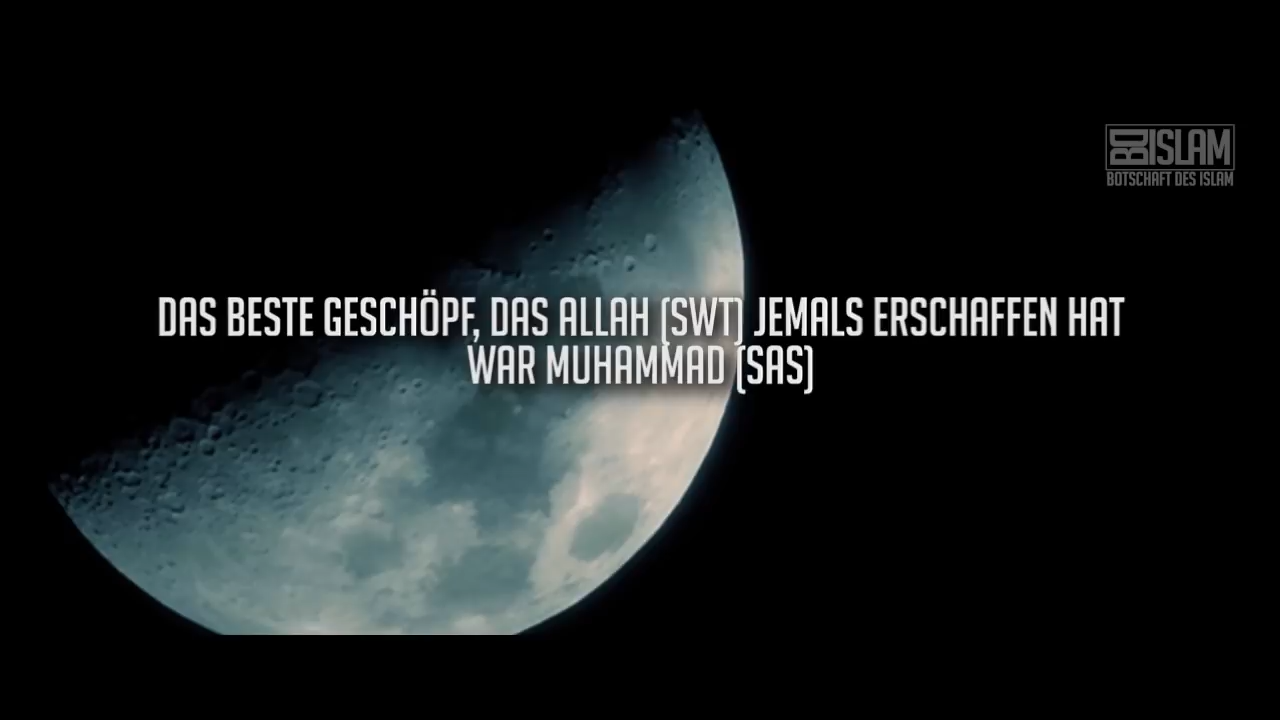 BDISLAM
BOTSCHAFT DES ISLAM
DAS BESTE GESCHÖPF, DAS ALLAH (SWT) JEMALS ERSCHAFFEN HAT
WAR MUHAMMAD (SAS)